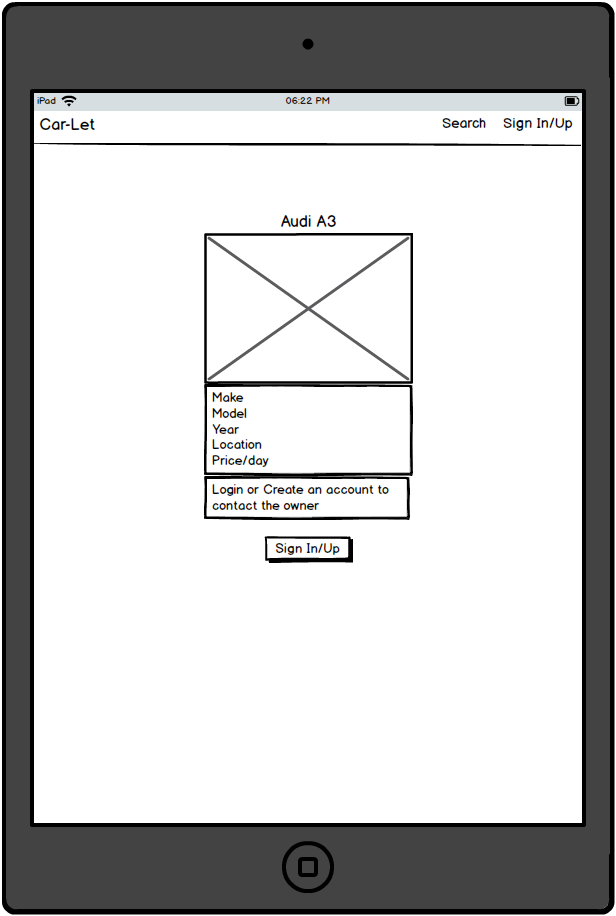 iPad 06:22 PM
Car-Let Search Sign In/Up
Audi A3
Make
Model
Year
Location
Price/day
Login or Create an account to
contact the owner
Sign In/Up